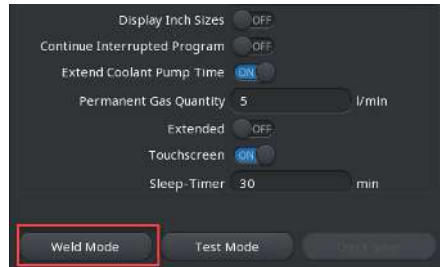 Display Inch Sizes OFF
Continue Interrupted Program OFF
Extend Coolant Pump Time ON
Permanent Gas Quantity 5 l/min
Extended OFF
Touchscreen ON
Sleep-Timer 30 min
Weld Mode Test Mode